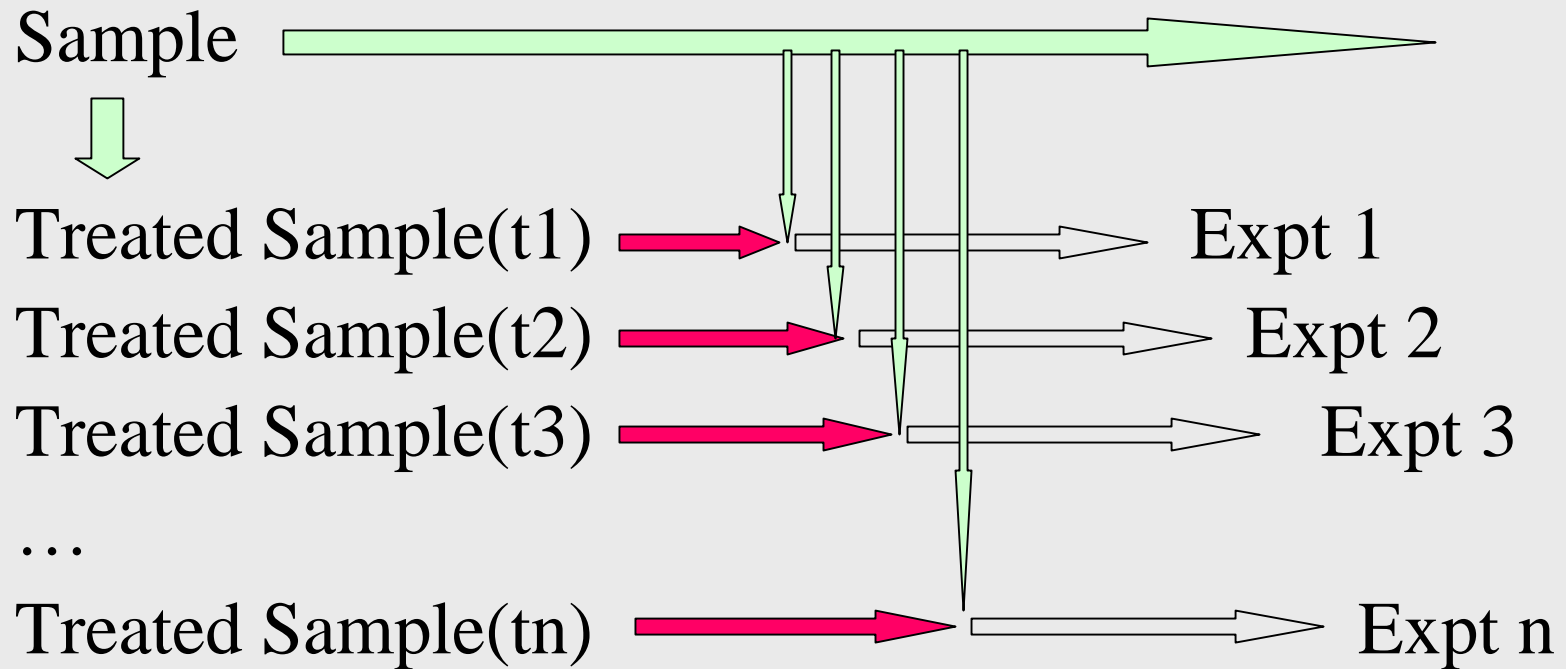 Sample
Treated Sample(t1) Expt 1
Treated Sample(t2) Expt 2
Treated Sample(t3) Expt 3
…
Treated Sample(tn) Expt n